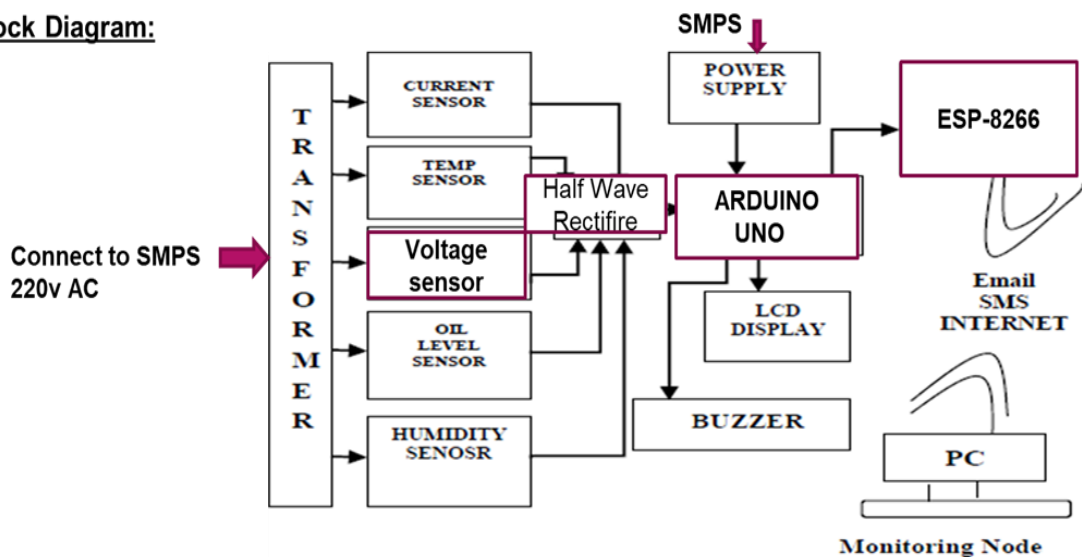 ock Diagram:
SMPS
POWER
SUPPLY
CURRENT
SENSOR
ESP-8266
TRANSFORMER
TEMP
SENSOR
Half Wave
Rectifire
ARDUINO
UNO
Connect to SMPS
220v AC
Voltage
sensor
Email
SMS
INTERNET
LCD
DISPLAY
OIL
LEVEL
SENSOR
BUZZER
HUMIDITY
SENOSR
PC
Monitoring Node